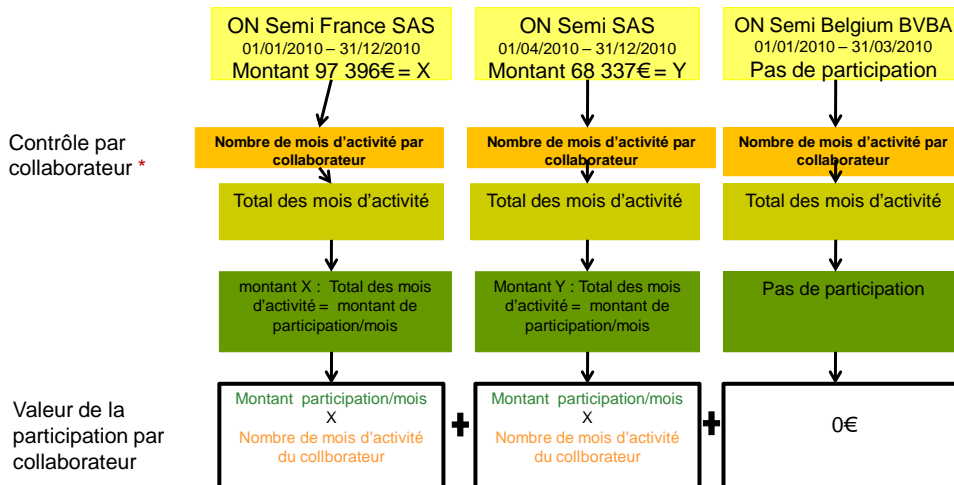 ON Semi France SAS
01/01/2010 – 31/12/2010
Montant 97 396€ = X
ON Semi SAS
01/04/2010 – 31/12/2010
Montant 68 337€ = Y
ON Semi Belgium BVBA
01/01/2010 – 31/03/2010
Pas de participation
Contrôle par
collaborateur *
Nombre de mois d'activité par
collaborateur
Nombre de mois d'activité par
collaborateur
Nombre de mois d'activité par
collaborateur
Total des mois d'activité
Total des mois d'activité
Total des mois d'activité
montant X : Total des mois
d'activité = montant de
participation/mois
Montant Y : Total des mois
d'activité = montant de
participation/mois
Pas de participation
Valeur de la
participation par
collaborateur
Montant participation/mois
X
Nombre de mois d'activité
du collborateur
+
Montant participation/mois
X
Nombre de mois d'activité
du collborateur
+
0€